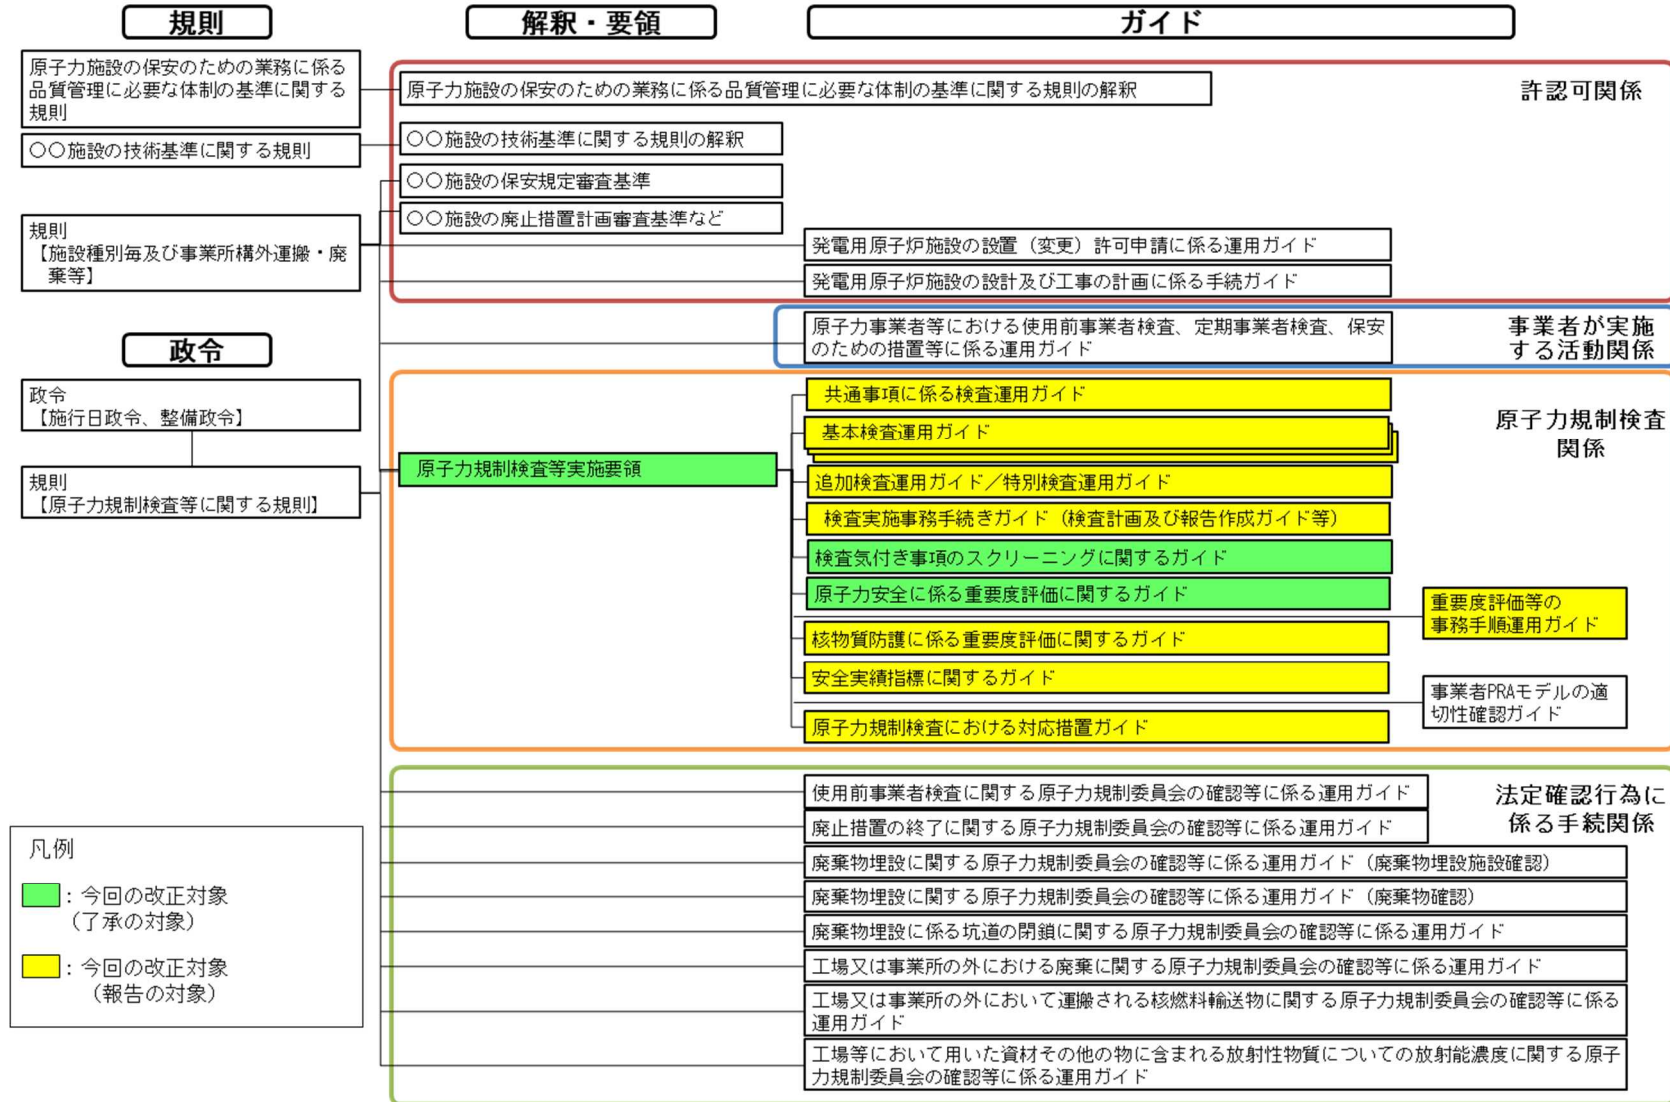 規則
解釈・要領
ガイド
原子力施設の保安のための業務に係る
品質管理に必要な体制の基準に関する
規則
〇〇施設の技術基準に関する規則
規則
【施設種別毎及び事業所構外運搬・廃
棄等】
政令
政令
【施行日政令、整備政令】
規則
【原子力規制検査等に関する規則】
許認可関係
原子力施設の保安のための業務に係る品質管理に必要な体制の基準に関する規則の解釈
〇〇施設の技術基準に関する規則の解釈
〇〇施設の保安規定審査基準
〇〇施設の廃止措置計画審査基準など
発電用原子炉施設の設置(変更)許可申請に係る運用ガイド
発電用原子炉施設の設計及び工事の計画に係る手続ガイド
事業者が実施
する活動関係
原子力事業者等における使用前事業者検査、定期事業者検査、保安
のための措置等に係る運用ガイド
原子力規制検査
関係
原子力規制検査等実施要領
共通事項に係る検査運用ガイド
基本検査運用ガイド
追加検査運用ガイド/特別検査運用ガイド
検査実施事務手続きガイド(検査計画及び報告作成ガイド等)
検査気付き事項のスクリーニングに関するガイド
原子力安全に係る重要度評価に関するガイド
重要度評価等の
事務手順運用ガイド
核物質防護に係る重要度評価に関するガイド
安全実績指標に関するガイド
事業者PRAモデルの適
切性確認ガイド
原子力規制検査における対応措置ガイド
法定確認行為に
係る手続関係
使用前事業者検査に関する原子力規制委員会の確認等に係る運用ガイド
廃止措置の終了に関する原子力規制委員会の確認等に係る運用ガイド
廃棄物埋設に関する原子力規制委員会の確認等に係る運用ガイド(廃棄物埋設施設確認)
廃棄物埋設に関する原子力規制委員会の確認等に係る運用ガイド(廃棄物確認)
廃棄物埋設に係る坑道の閉鎖に関する原子力規制委員会の確認等に係る運用ガイド
工場又は事業所の外における廃棄に関する原子力規制委員会の確認等に係る運用ガイド
工場又は事業所の外において運搬される核燃料輸送物に関する原子力規制委員会の確認等に係る
運用ガイド
工場等において用いた資材その他の物に含まれる放射性物質についての放射能濃度に関する原子
力規制委員会の確認等に係る運用ガイド
凡例
:今回の改正対象
(了承の対象)
:今回の改正対象
(報告の対象)